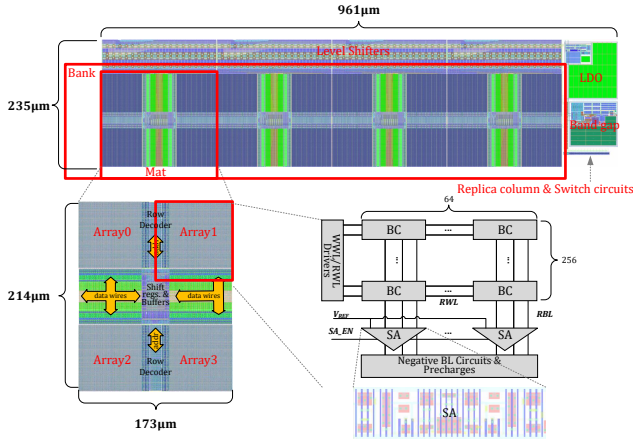 961μm
Level Shifters
Bank
LDO
235μm
Band gap
Mat
Replica column & Switch circuits
64
Array0
Row
Decoder
Array1
addr
WWL/RWL
Drivers
BC
...
BC
...
...
256
data wires
Shift
regs. &
Buffers
data wires
214μm
BC
...
BC
RWL
RBL
VREF
SA_EN
SA
...
SA
addr
Array2
Row
Decoder
Array3
Negative BL Circuits &
Precharges
SA
173μm